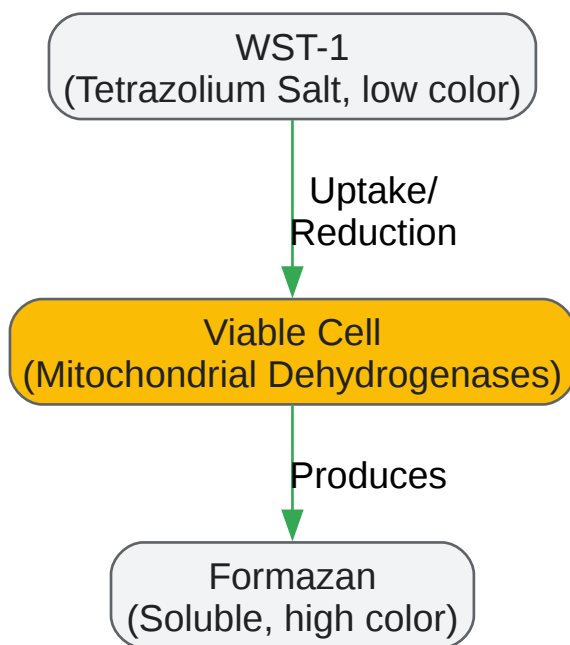 WST-1
(Tetrazolium Salt, low color)
Uptake/
Reduction
Viable Cell
(Mitochondrial Dehydrogenases)
Produces
Formazan
(Soluble, high color)